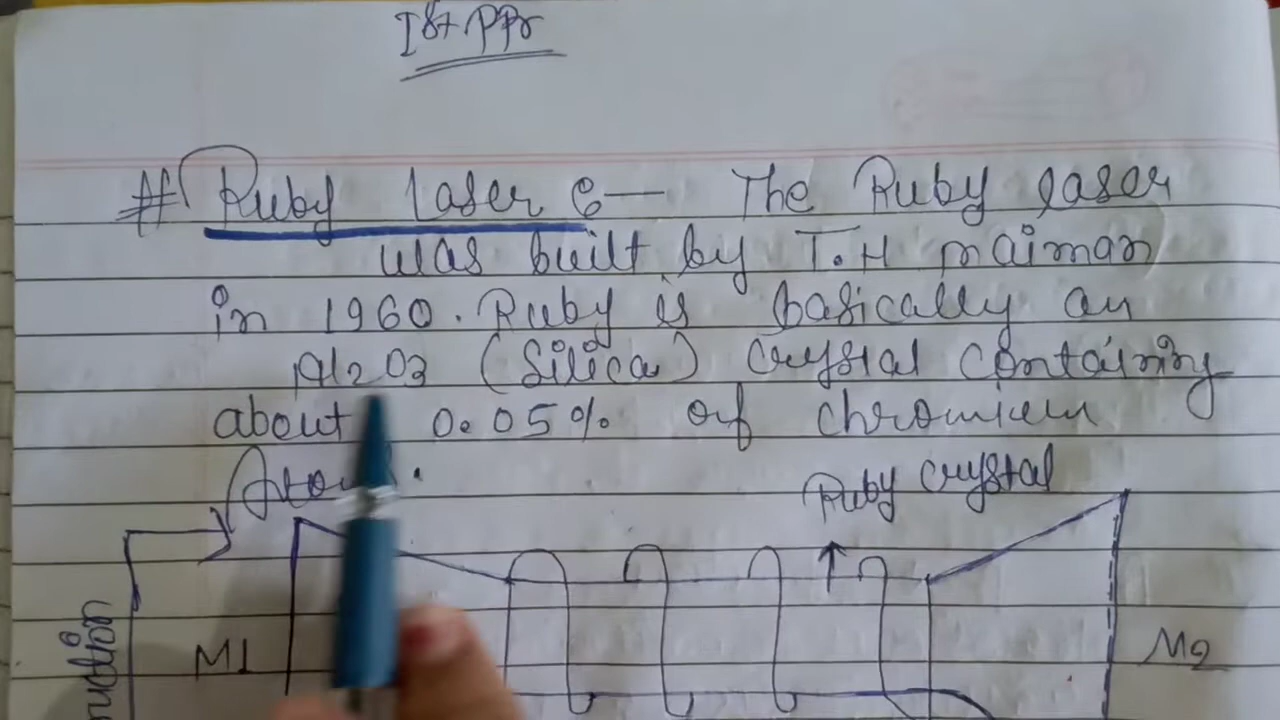 Ist PPr
# Ruby laser :— The Ruby laser
was built by T.H maiman
in 1960. Ruby is basically an
Al2O3 (Silica) crystal containing
about 0.05% of chromium
Atom.
Ruby crystal
M1
M2